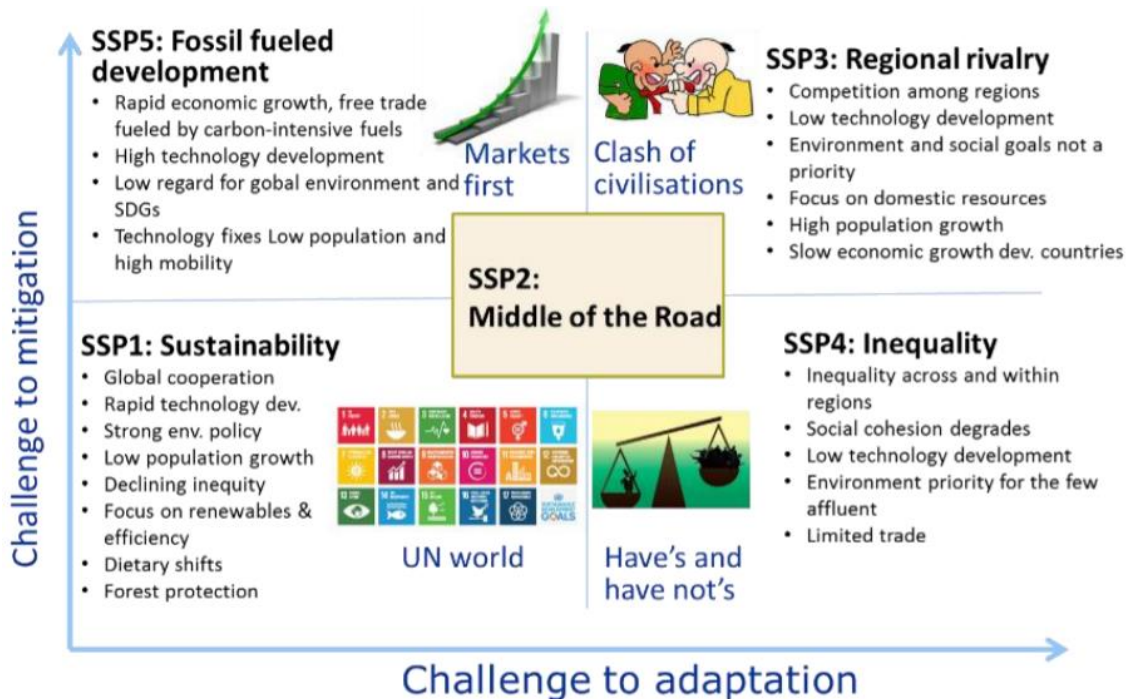 SSP5: Fossil fueled
development
• Rapid economic growth, free trade
fueled by carbon-intensive fuels
• High technology development
• Low regard for gobal environment and
SDGs
• Technology fixes Low population and
high mobility
Markets
first
Clash of
civilisations
SSP3: Regional rivalry
• Competition among regions
• Low technology development
• Environment and social goals not a
priority
• Focus on domestic resources
• High population growth
• Slow economic growth dev. countries
SSP2:
Middle of the Road
SSP1: Sustainability
• Global cooperation
• Rapid technology dev.
• Strong env. policy
• Low population growth
• Declining inequity
• Focus on renewables &
efficiency
• Dietary shifts
• Forest protection
UN world
Have's and
have not's
SSP4: Inequality
• Inequality across and within
regions
• Social cohesion degrades
• Low technology development
• Environment priority for the few
affluent
• Limited trade
Challenge to mitigation
Challenge to adaptation